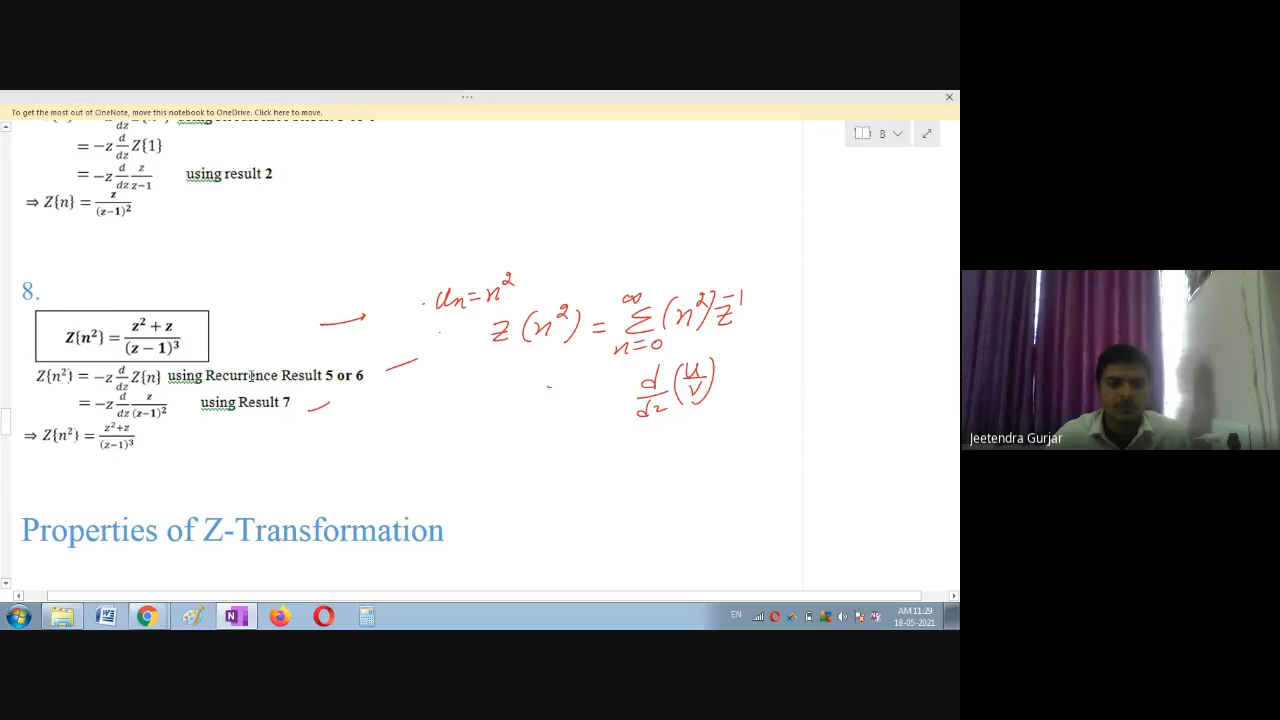 To get the most out of OneNote, move this notebook to OneDrive. Click here to move.
B
= −z d/dz Z{1}
= −z d/dz z/z−1 using result 2
⇒ Z{n} = z/(z−1)²
8.
Z{n²} = z² + z/(z − 1)³
Z{n²} = −z d/dz Z{n} using Recurrence Result 5 or 6
= −z d/dz z/(z−1)² using Result 7
⇒ Z{n²} = z²+z/(z−1)³
un = n²
z(n²) = ∞ Σ n=0 (n²) z⁻¹
d/dz (u/v)
Properties of Z-Transformation
Jeetendra Gurjar
EN
AM 11:29
18-05-2021